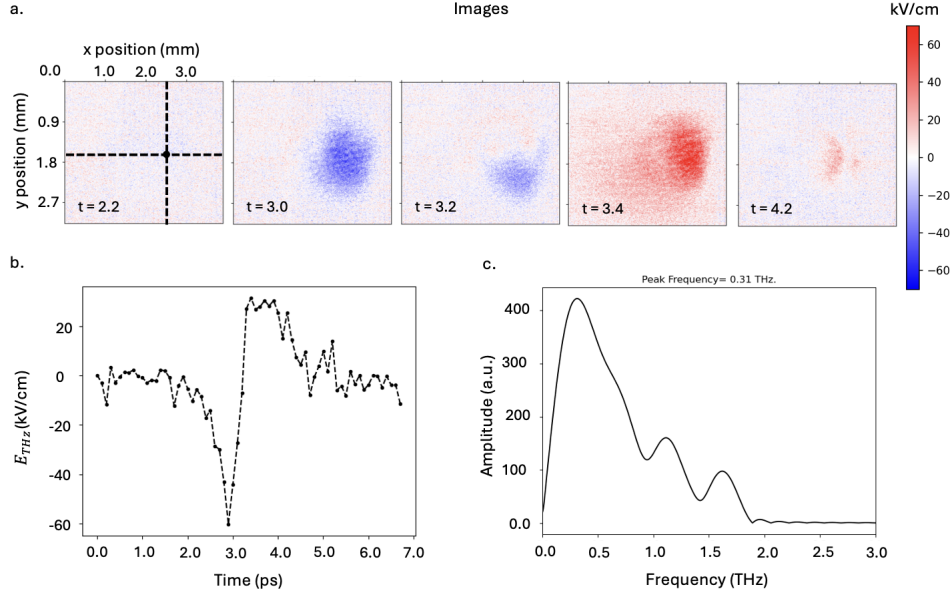 a.
Images
kV/cm
x position (mm)
0.0 1.0 2.0 3.0
y position (mm)
0.9
1.8
2.7
t = 2.2
t = 3.0
t = 3.2
t = 3.4
t = 4.2
60
40
20
0
−20
−40
−60
b.
E_THz(kV/cm)
20
0
-20
-40
-60
0.0 1.0 2.0 3.0 4.0 5.0 6.0 7.0
Time (ps)
c.
Peak Frequency= 0.31 THz.
Amplitude (a.u.)
400
300
200
100
0.0
0.0 0.5 1.0 1.5 2.0 2.5 3.0
Frequency (THz)